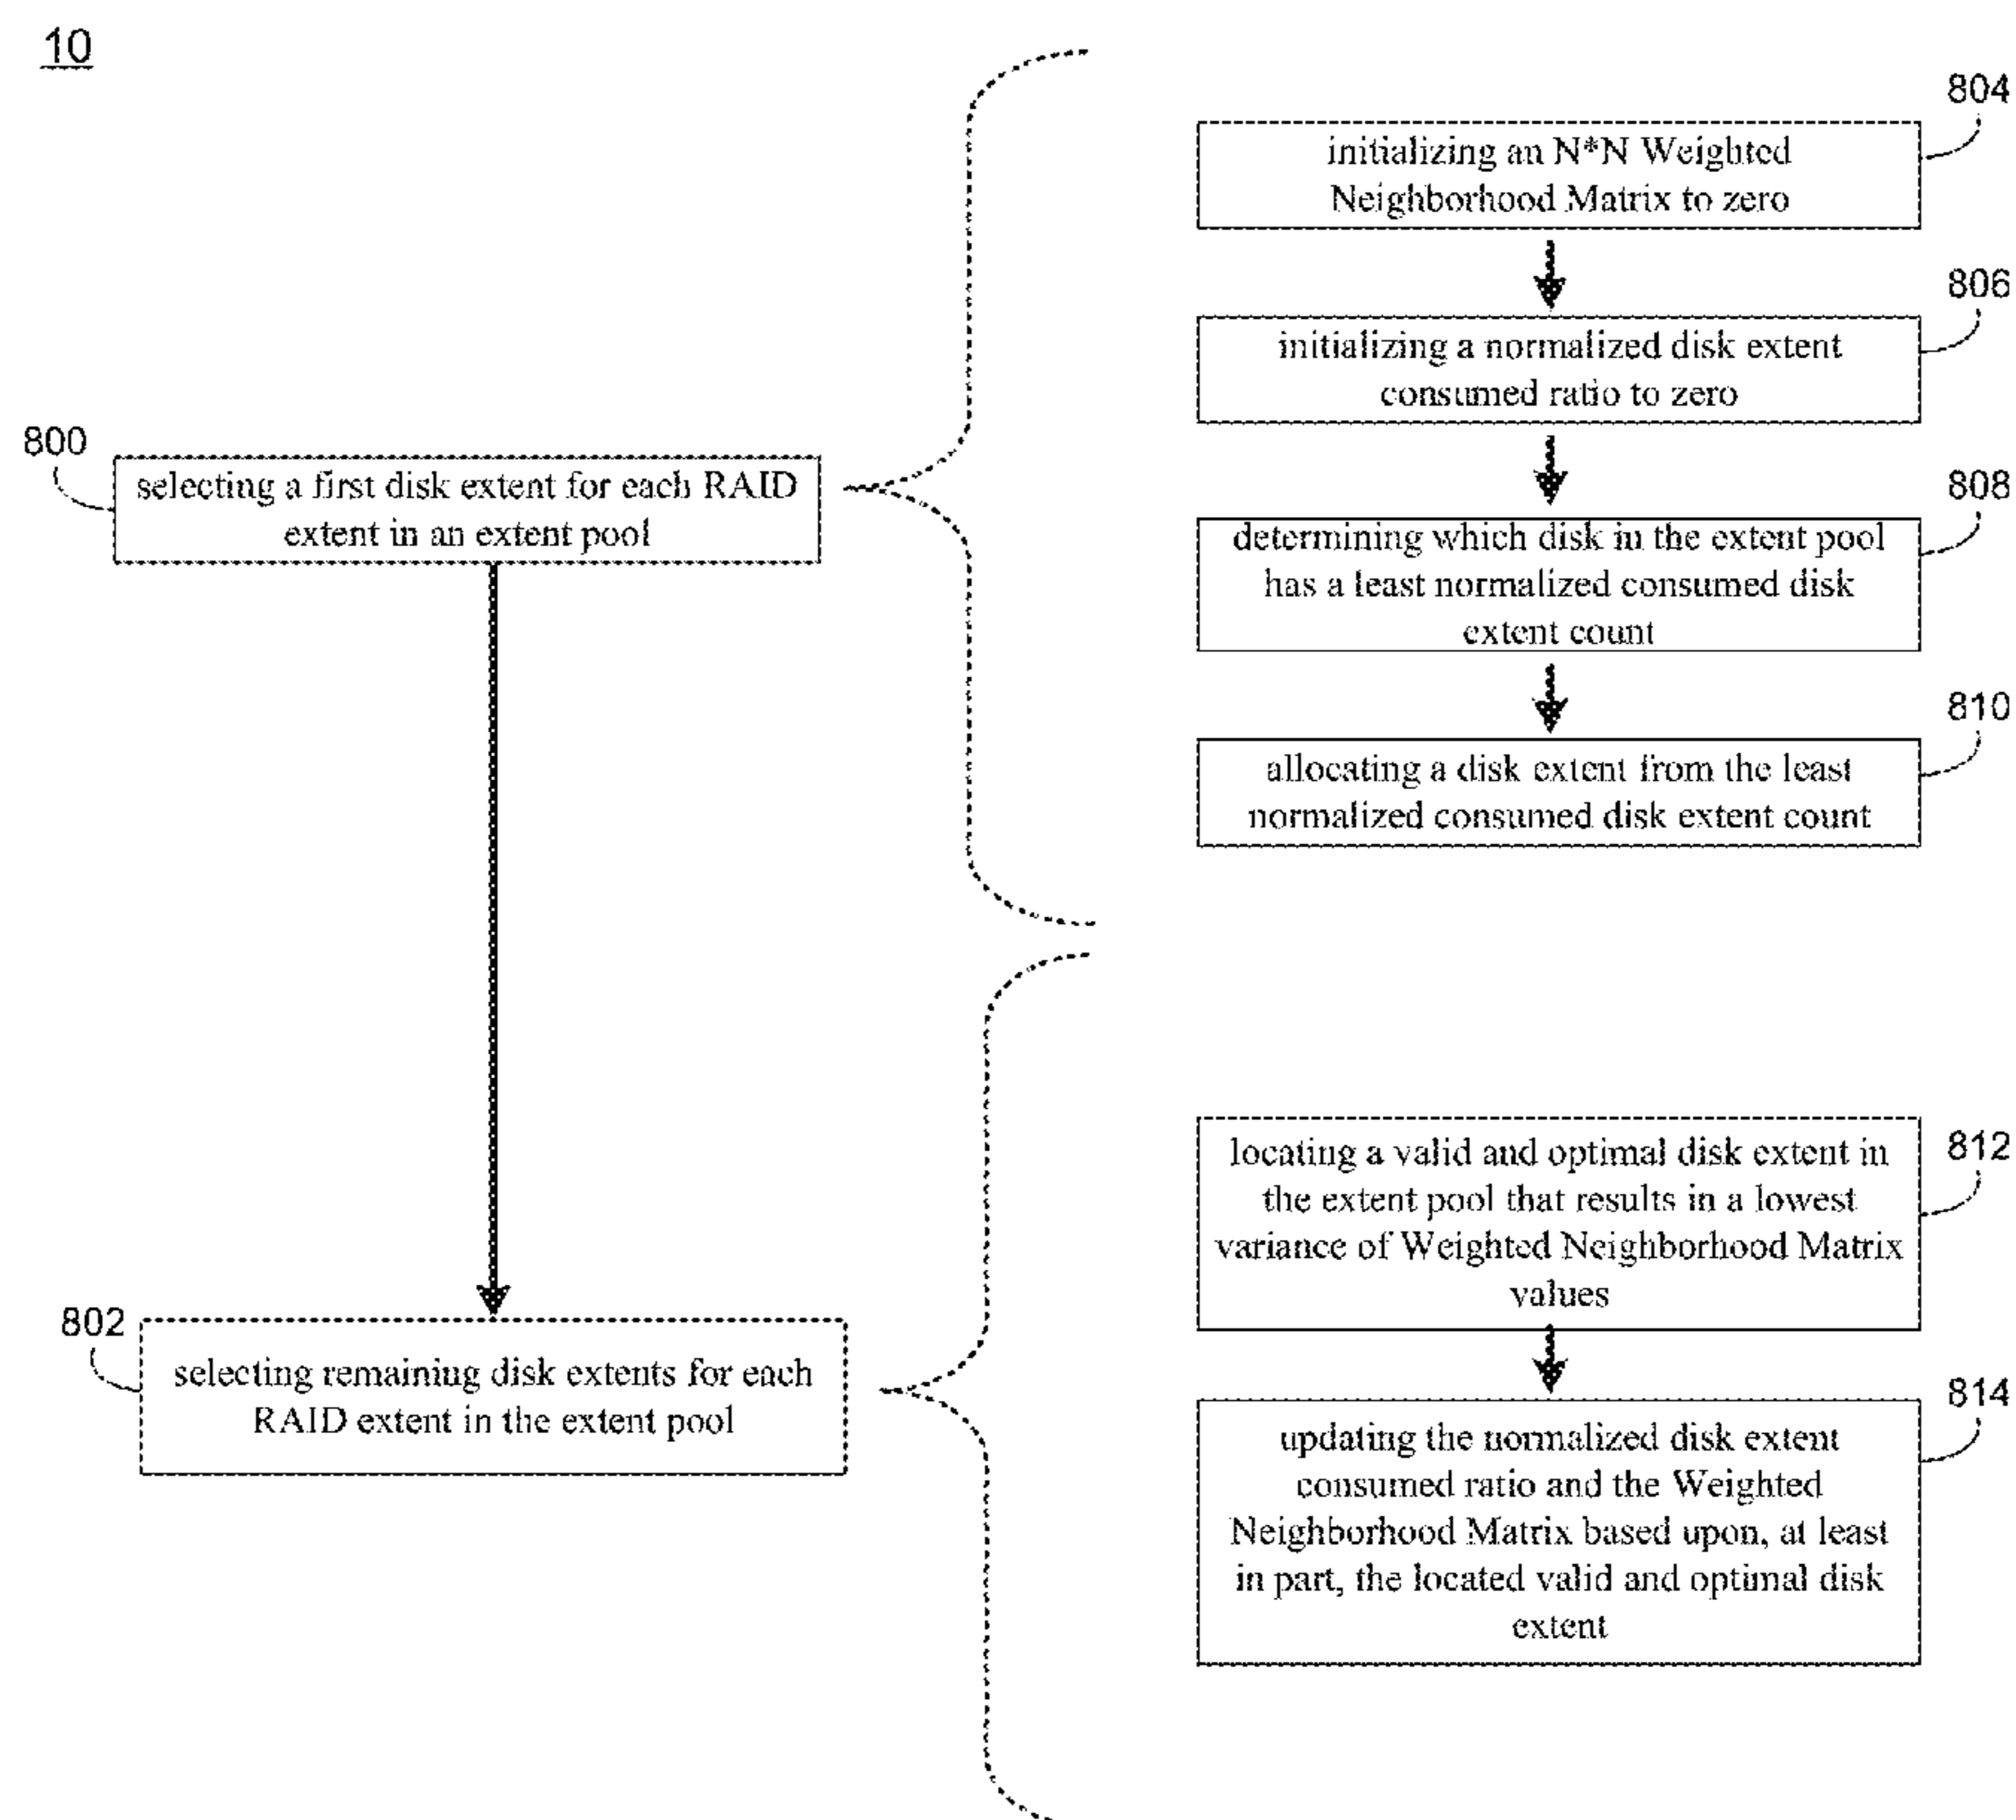 10
800
selecting a first disk extent for each RAID
extent in an extent pool
804
initializing an N*N Weighted
Neighborhood Matrix to zero
806
initializing a normalized disk extent
consumed ratio to zero
808
determining which disk in the extent pool
has a least normalized consumed disk
extent count
810
allocating a disk extent from the least
normalized consumed disk extent count
802
selecting remaining disk extents for each
RAID extent in the extent pool
812
locating a valid and optimal disk extent in
the extent pool that results in a lowest
variance of Weighted Neighborhood Matrix
values
814
updating the normalized disk extent
consumed ratio and the Weighted
Neighborhood Matrix based upon, at least
in part, the located valid and optimal disk
extent